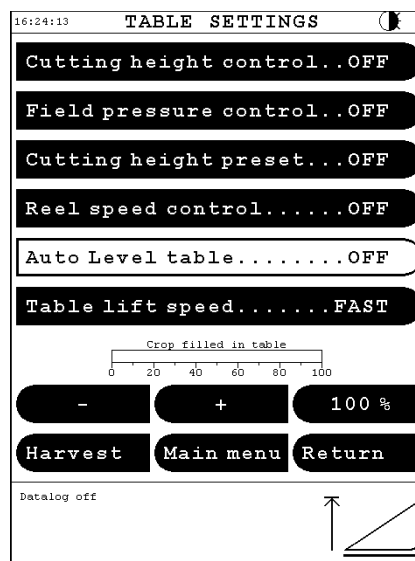 16:24:13 TABLE SETTINGS
Cutting height control..OFF
Field pressure control..OFF
Cutting height preset...OFF
Reel speed control......OFF
Auto Level table........OFF
Table lift speed.......FAST
Crop filled in table
0 20 40 60 80 100
- + 100 %
Harvest Main menu Return
Datalog off